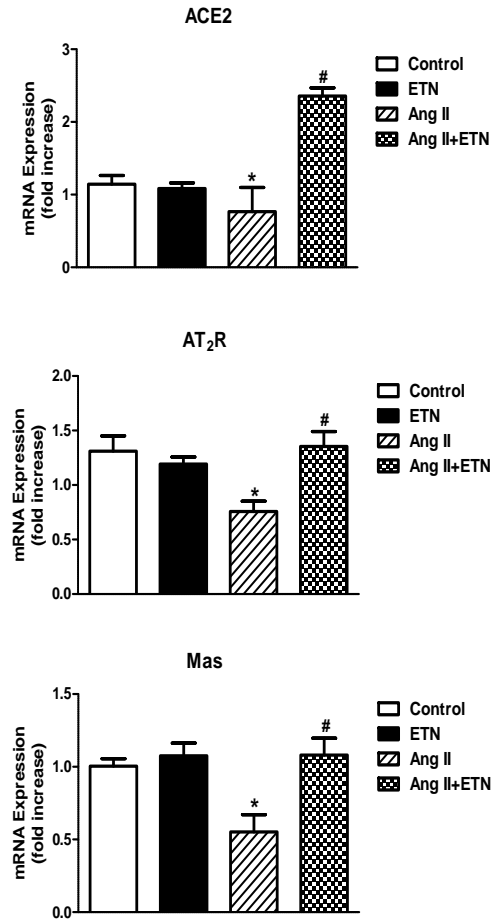 ACE2
mRNA Expression
(fold increase)
3
2
1
0
*
#
Control
ETN
Ang II
Ang II+ETN
AT₂R
mRNA Expression
(fold increase)
2.0
1.5
1.0
0.5
0.0
*
#
Control
ETN
Ang II
Ang II+ETN
Mas
mRNA Expression
(fold increase)
1.5
1.0
0.5
0.0
*
#
Control
ETN
Ang II
Ang II+ETN